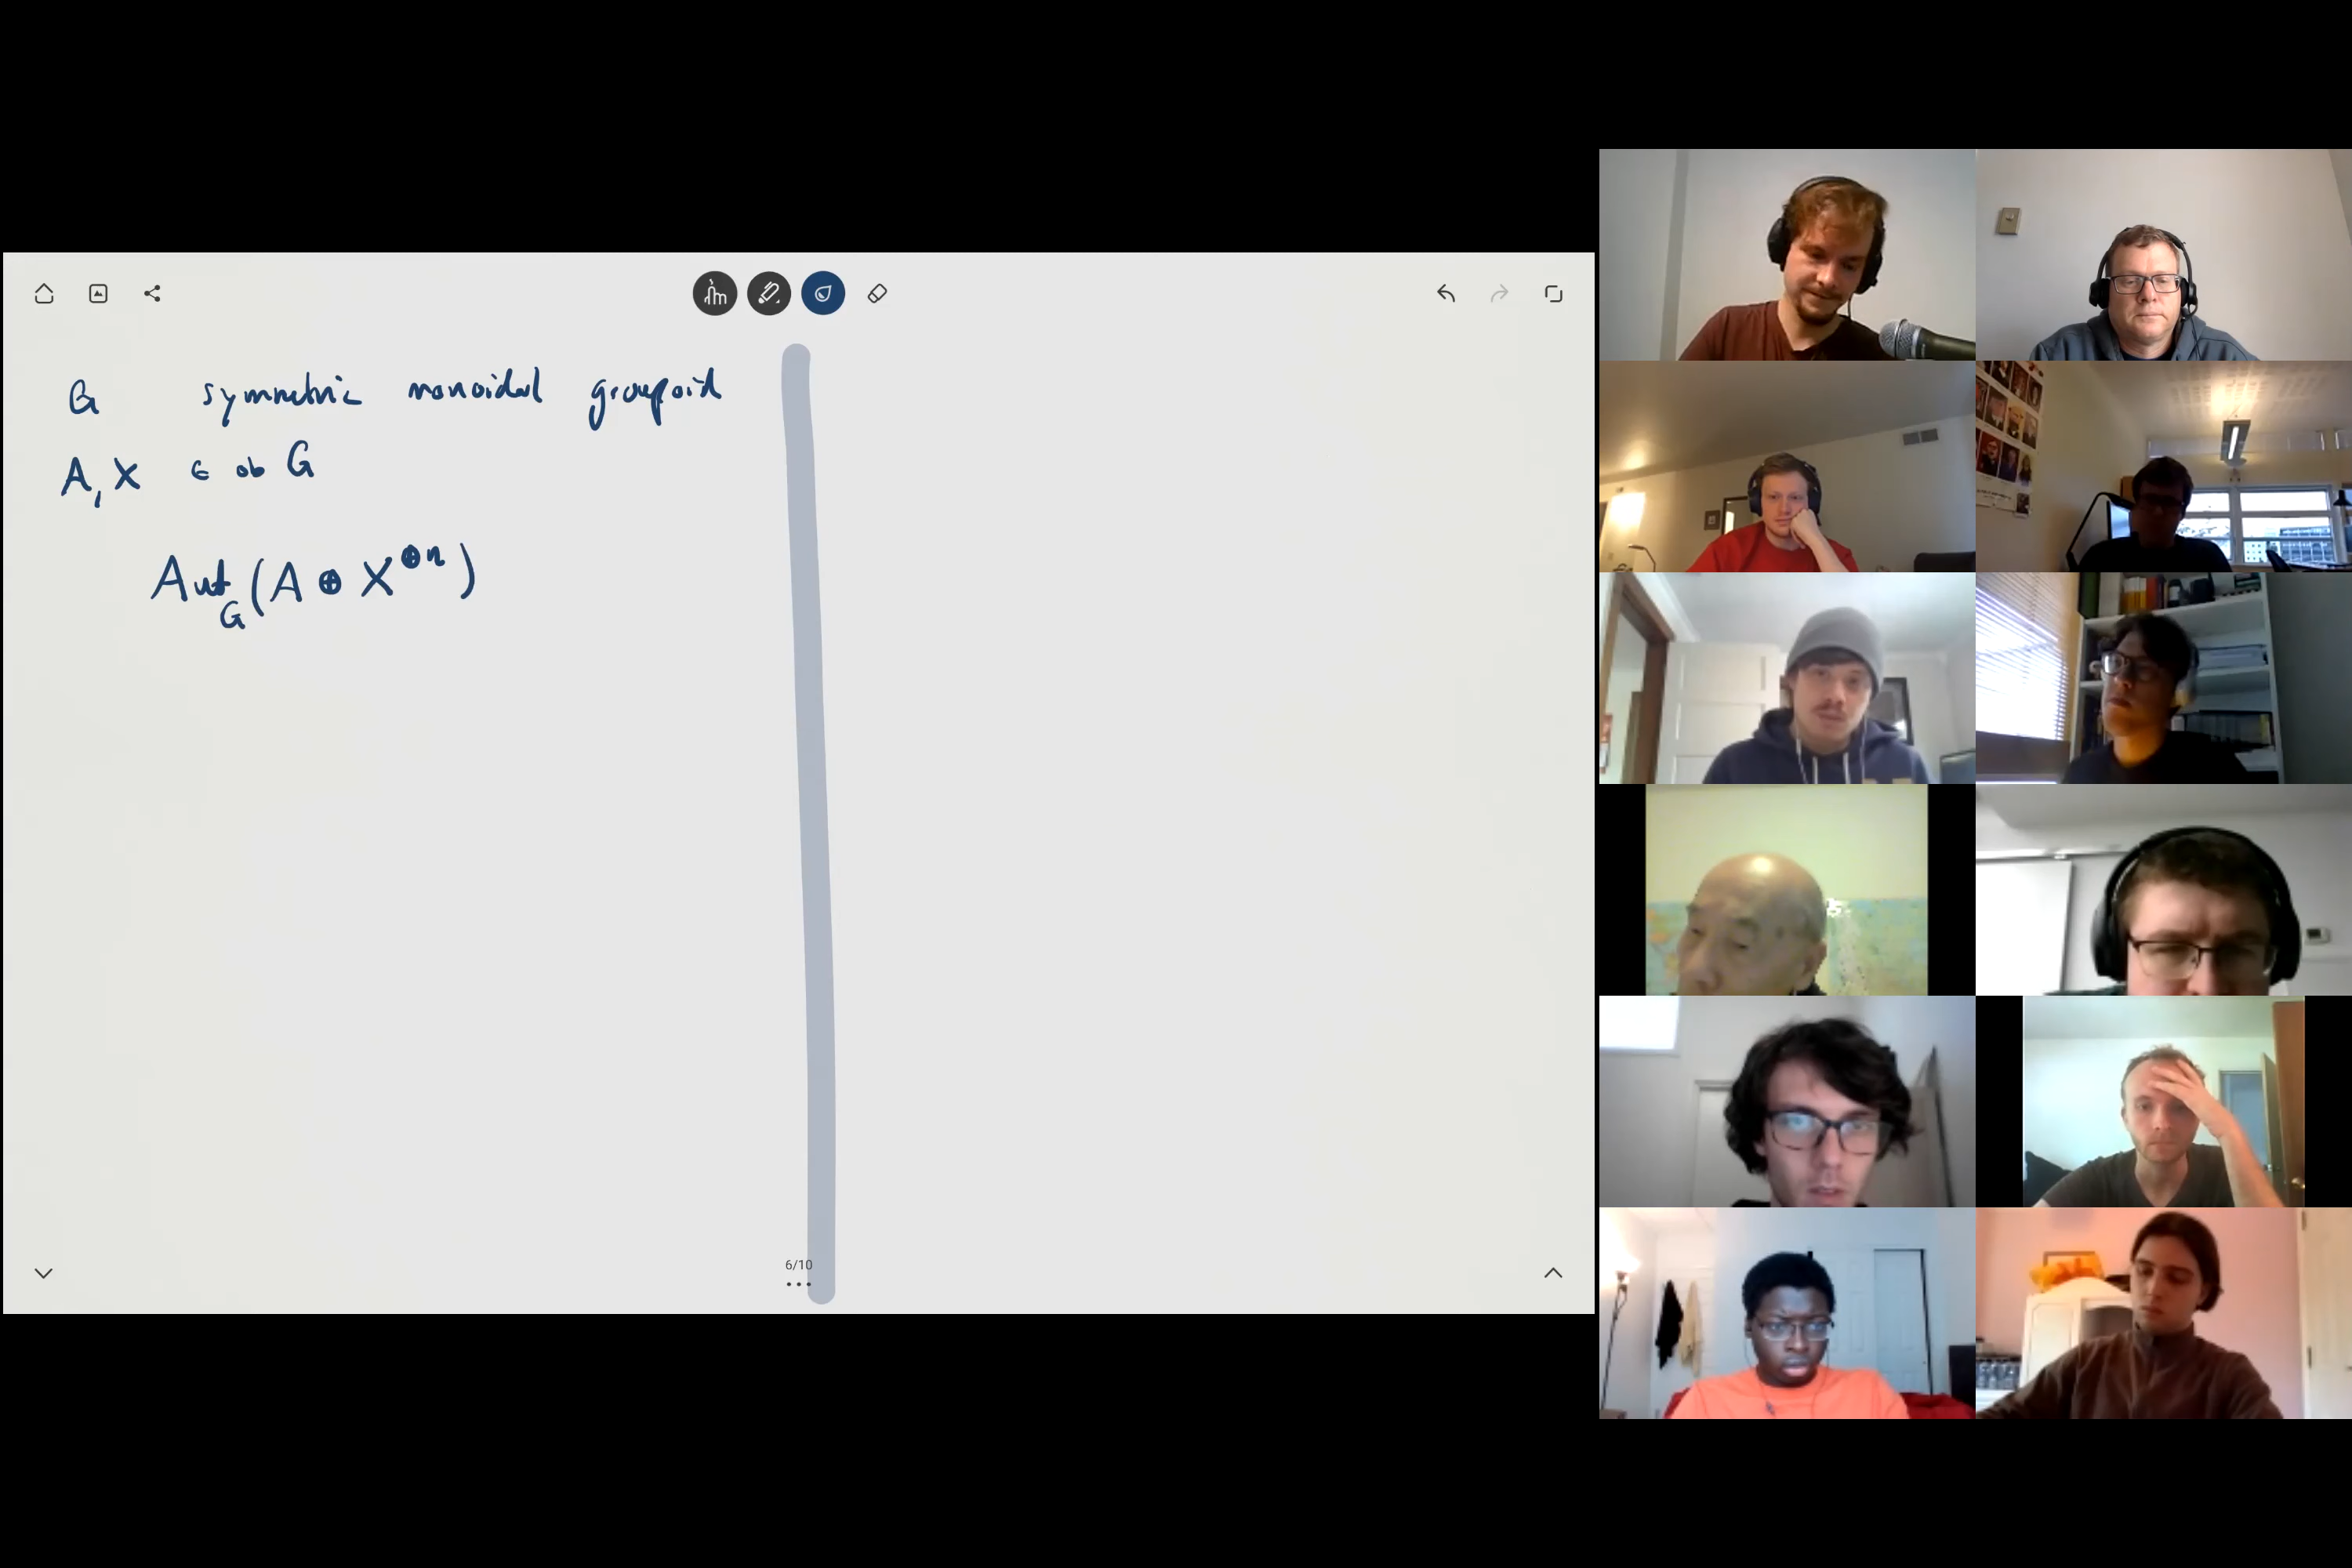 G symmetric monoidal groupoid
A, X ∈ ob G
Aut_G(A ⊕ X^{⊕n})
6/10